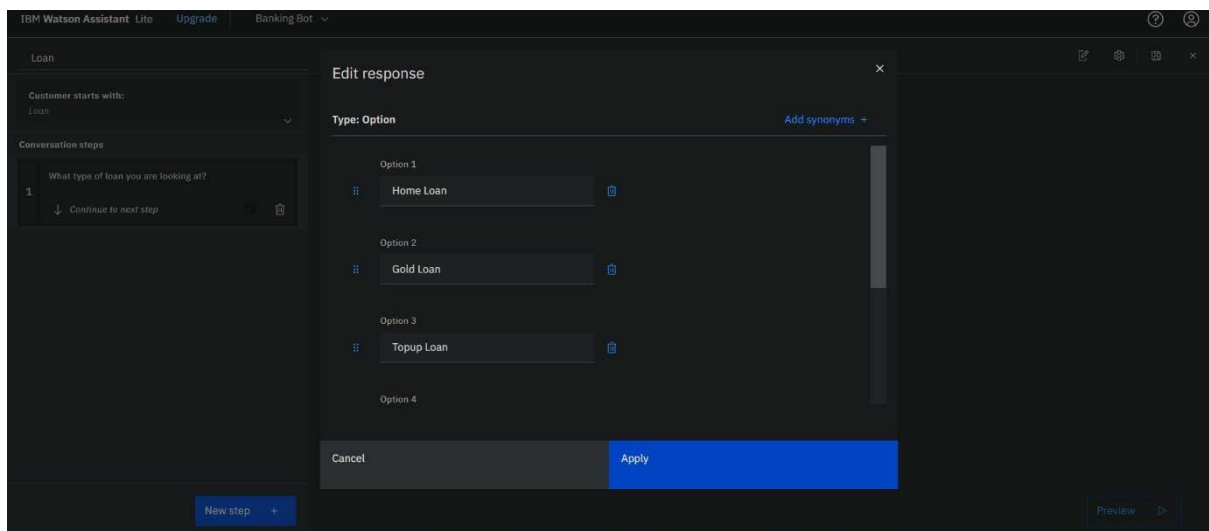 IBM Watson Assistant Lite Upgrade Banking Bot
Loan
Customer starts with:
Loan
Conversation steps
1
What type of loan you are looking at?
Continue to next step
New step +
Edit response
Type: Option
Add synonyms +
Option 1
Home Loan
Option 2
Gold Loan
Option 3
Topup Loan
Option 4
Cancel
Apply
Preview